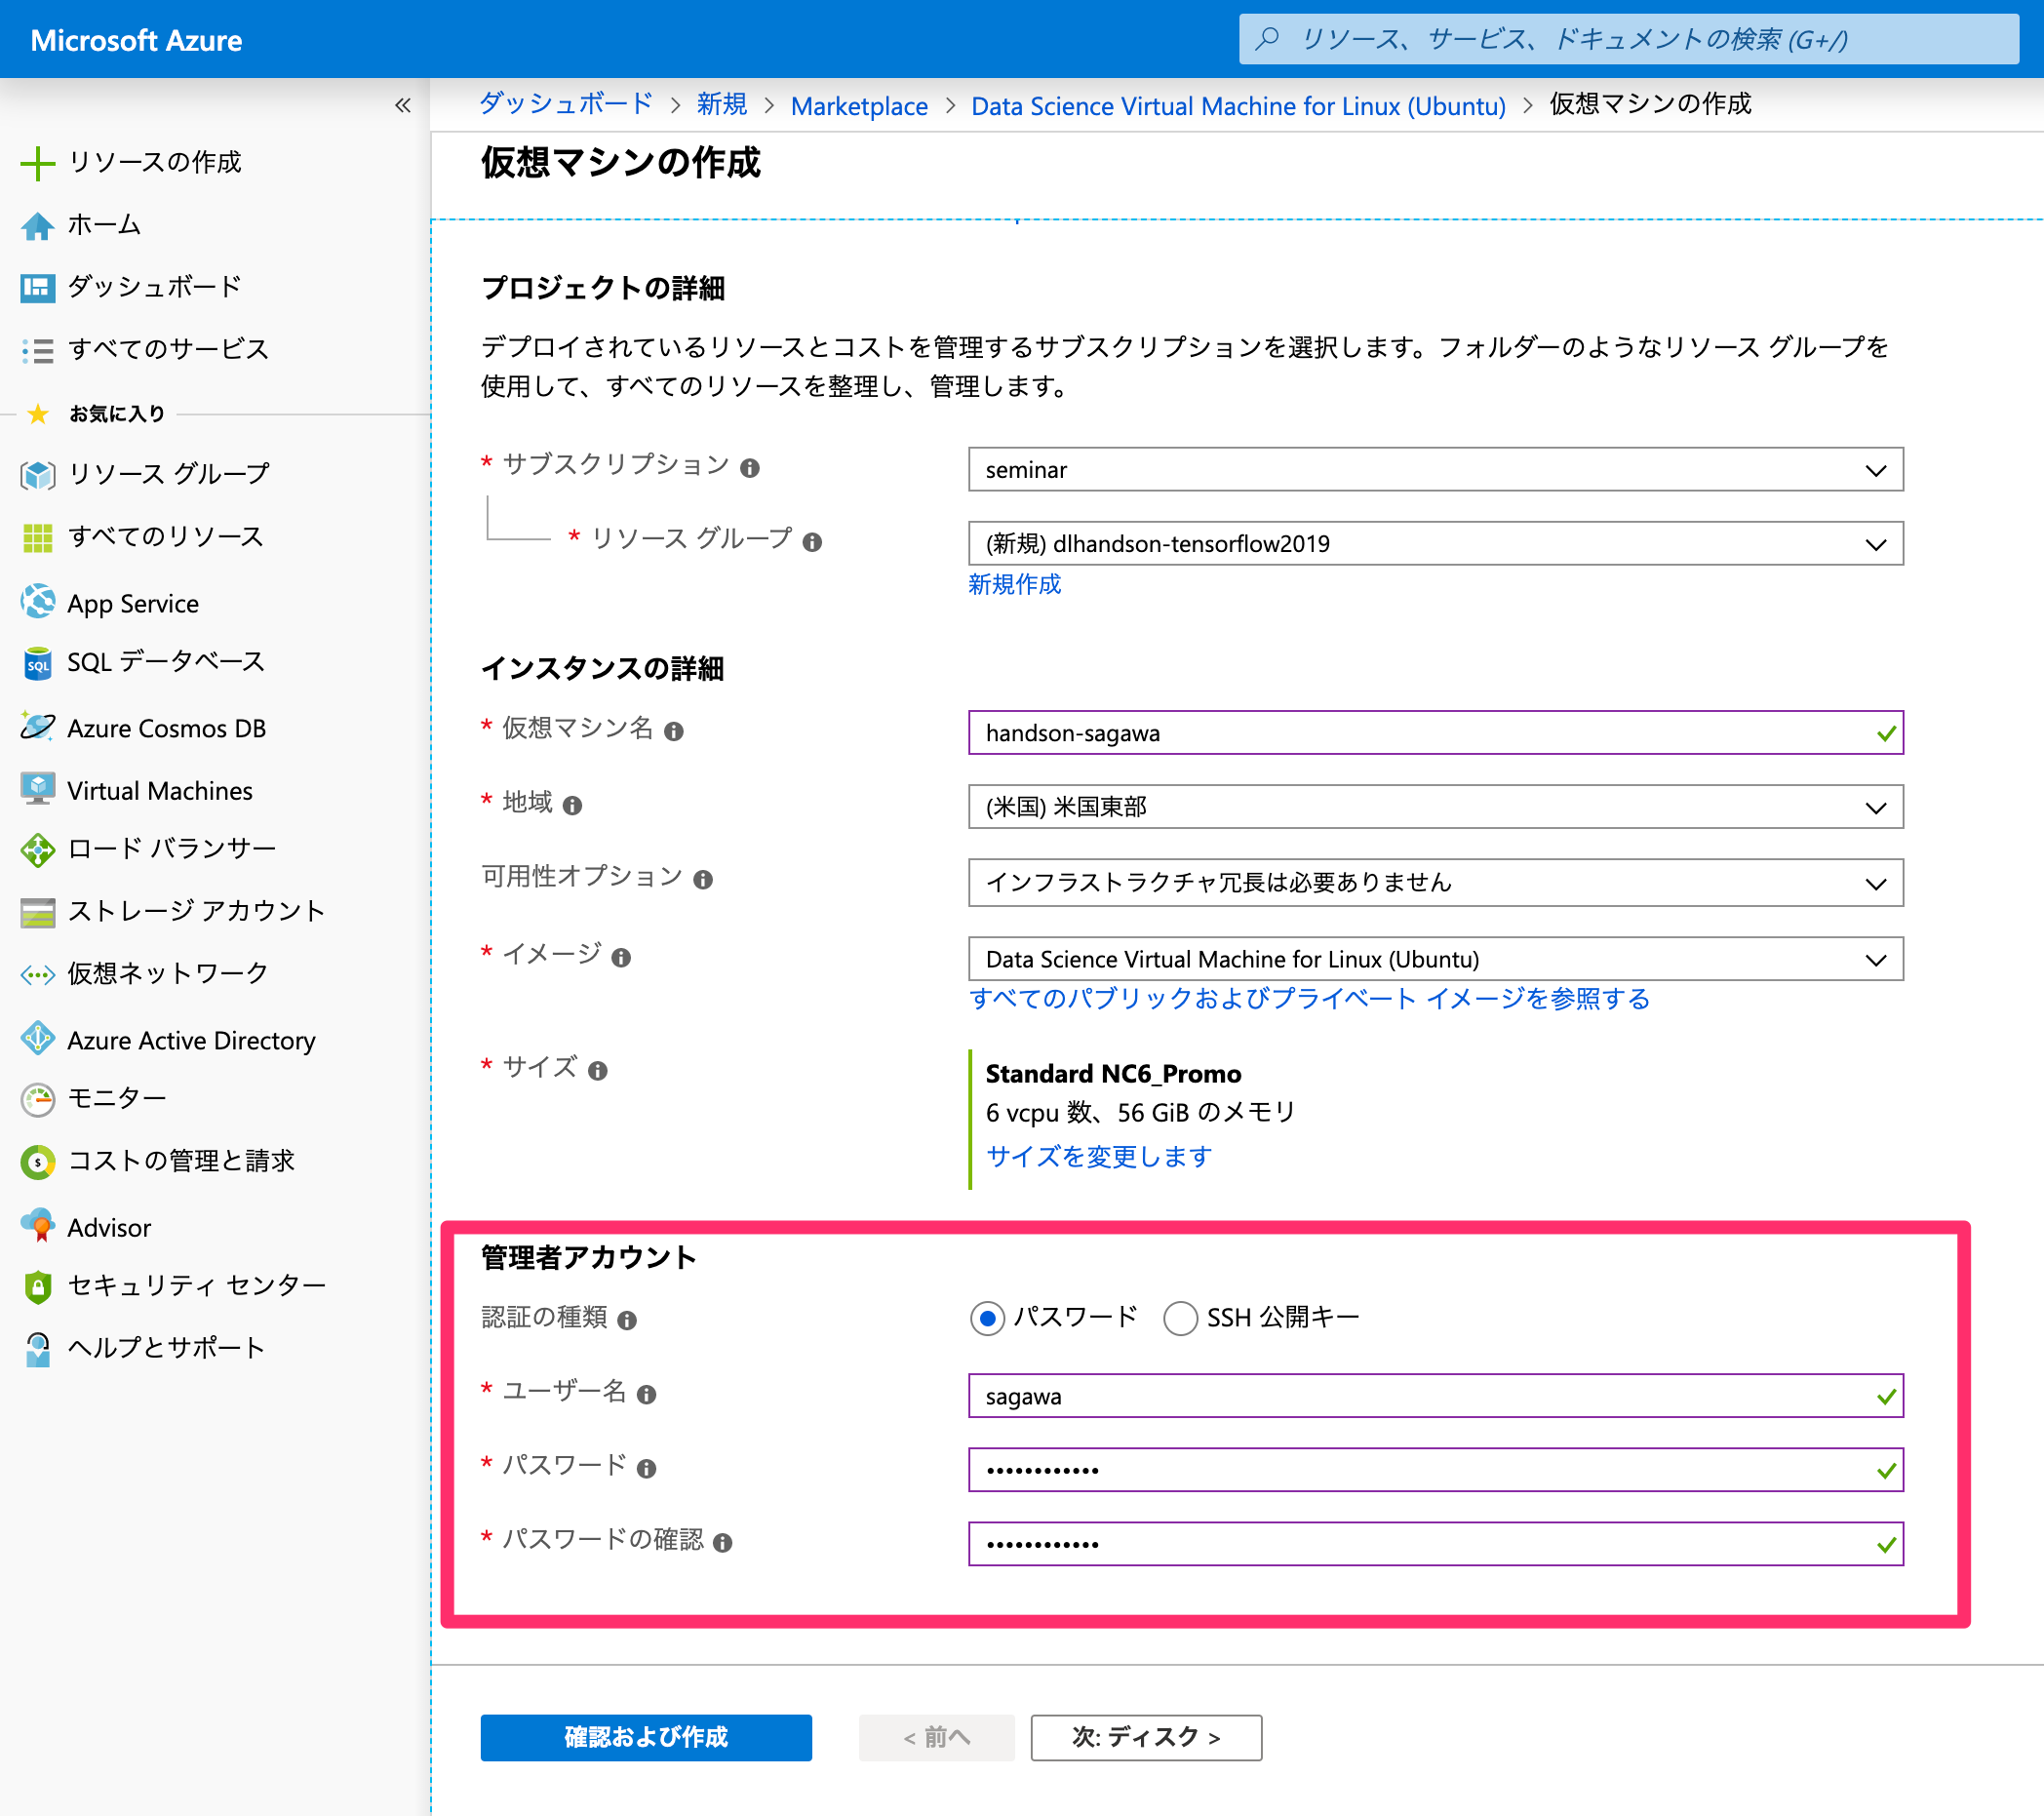 Microsoft Azure
リソース、サービス、ドキュメントの検索 (G+/)
«
リソースの作成
ホーム
ダッシュボード
すべてのサービス
お気に入り
リソース グループ
すべてのリソース
App Service
SQL データベース
Azure Cosmos DB
Virtual Machines
ロード バランサー
ストレージ アカウント
仮想ネットワーク
Azure Active Directory
モニター
コストの管理と請求
Advisor
セキュリティ センター
ヘルプとサポート
ダッシュボード > 新規 > Marketplace > Data Science Virtual Machine for Linux (Ubuntu) > 仮想マシンの作成
仮想マシンの作成
プロジェクトの詳細
デプロイされているリソースとコストを管理するサブスクリプションを選択します。フォルダーのようなリソース グループを
使用して、すべてのリソースを整理し、管理します。
* サブスクリプション seminar
* リソース グループ (新規) dlhandson-tensorflow2019
新規作成
インスタンスの詳細
* 仮想マシン名 handson-sagawa
* 地域 (米国) 米国東部
可用性オプション インフラストラクチャ冗長は必要ありません
* イメージ Data Science Virtual Machine for Linux (Ubuntu)
すべてのパブリックおよびプライベート イメージを参照する
* サイズ Standard NC6_Promo
6 vcpu 数、56 GiB のメモリ
サイズを変更します
管理者アカウント
認証の種類 パスワード SSH 公開キー
* ユーザー名 sagawa
* パスワード ••••••••••••
* パスワードの確認 ••••••••••••
確認および作成 < 前へ 次: ディスク >